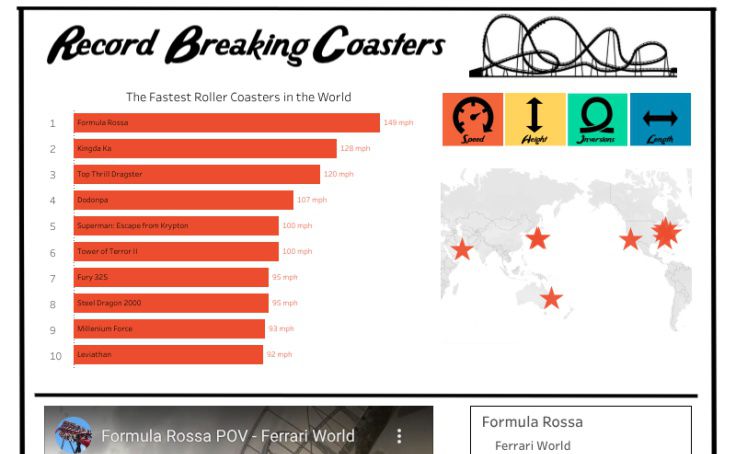 Record Breaking Coasters
The Fastest Roller Coasters in the World
1 Formula Rossa 149 mph
2 Kingda Ka 128 mph
3 Top Thrill Dragster 120 mph
4 Dodonpa 107 mph
5 Superman: Escape from Krypton 100 mph
6 Tower of Terror II 100 mph
7 Fury 325 95 mph
8 Steel Dragon 2000 95 mph
9 Millenium Force 93 mph
10 Leviathan 92 mph
Speed Height Inversions Length
Formula Rossa POV - Ferrari World
Formula Rossa
Ferrari World